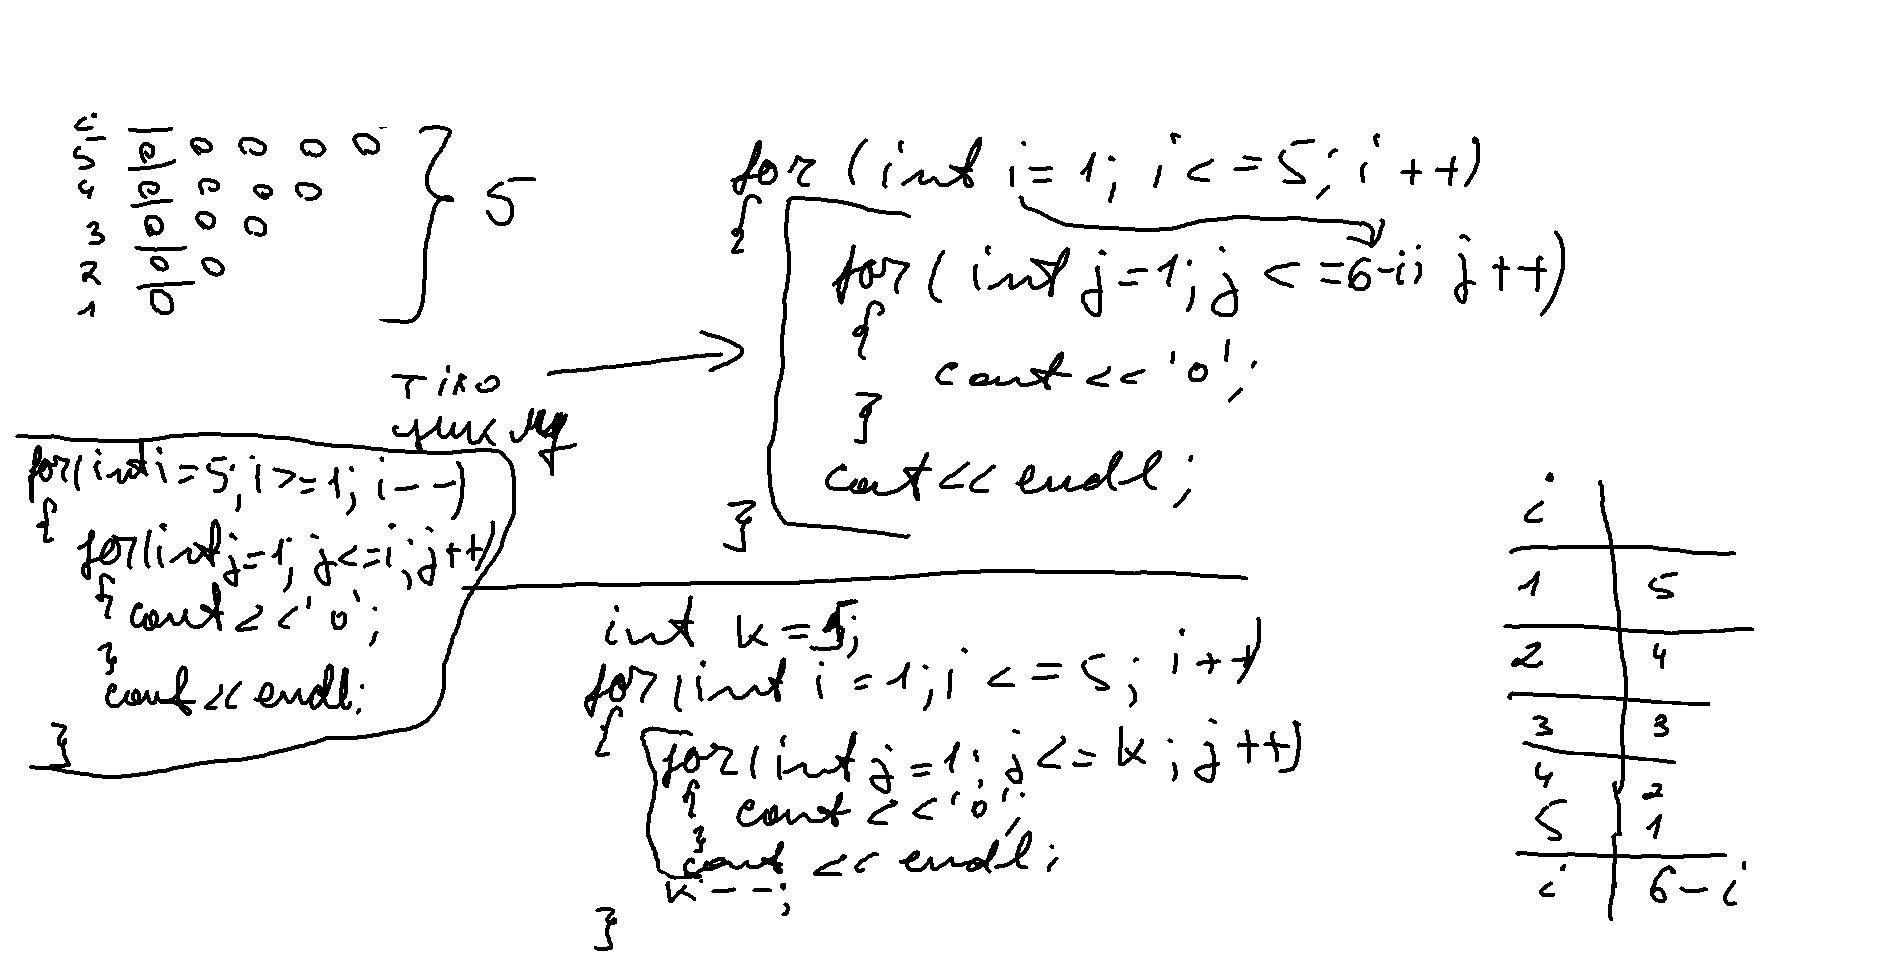 i
5 0 0 0 0 0
4 0 0 0 0
3 0 0 0
2 0 0
1 0
5
тіло
циклу
for (int i=1; i<=5; i++)
{
for (int j=1; j<=6-i; j++)
{
cout<<'0';
}
cout<<endl;
}
for(int i=5; i>=1; i--)
{
for(int j=1; j<=i; j++)
{ cout<<'0';
}
cout<<endl;
}
int k=5;
for(int i=1; i<=5; i++)
{
for(int j=1; j<=k; j++)
{ cout<<'0';
}
cout<<endl;
k--;
}
i
1 5
2 4
3 3
4 2
5 1
i 6-i